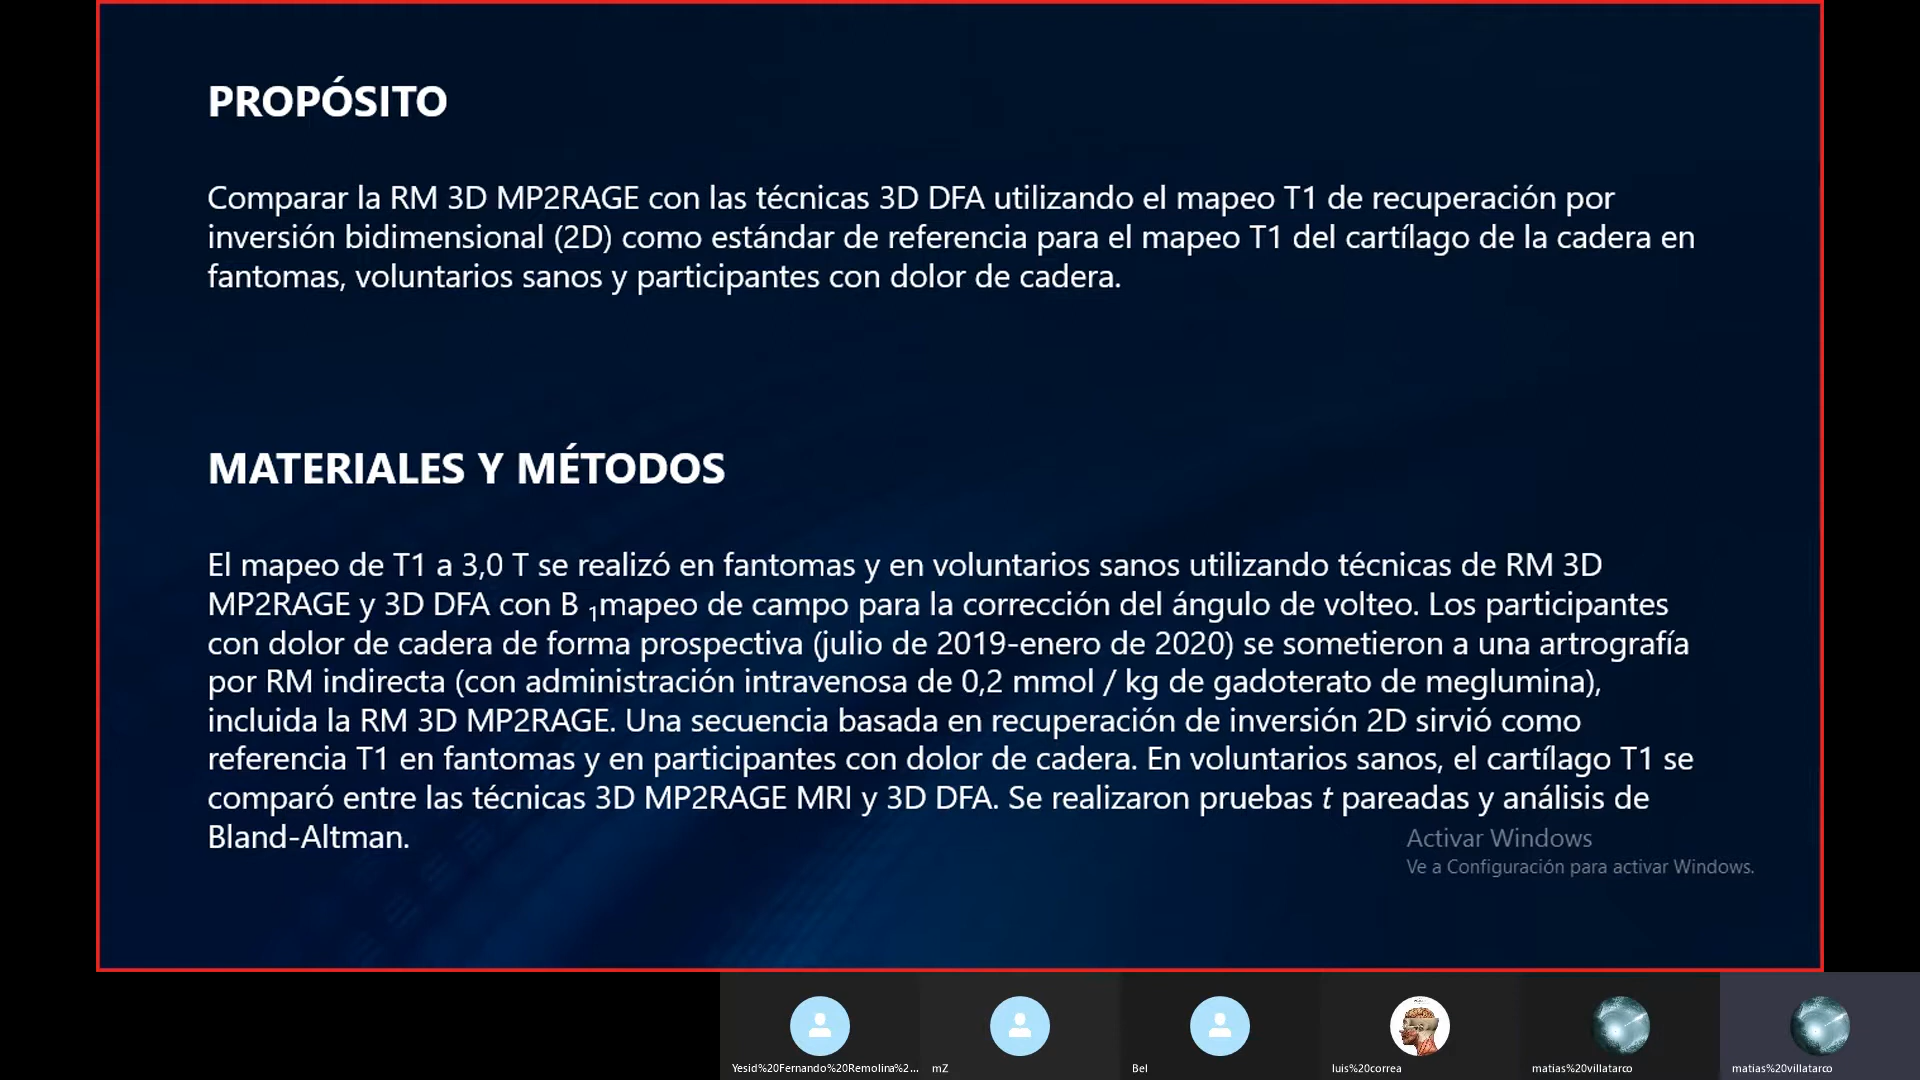 PROPÓSITO
Comparar la RM 3D MP2RAGE con las técnicas 3D DFA utilizando el mapeo T1 de recuperación por
inversión bidimensional (2D) como estándar de referencia para el mapeo T1 del cartílago de la cadera en
fantomas, voluntarios sanos y participantes con dolor de cadera.
MATERIALES Y MÉTODOS
El mapeo de T1 a 3,0 T se realizó en fantomas y en voluntarios sanos utilizando técnicas de RM 3D
MP2RAGE y 3D DFA con B ₁mapeo de campo para la corrección del ángulo de volteo. Los participantes
con dolor de cadera de forma prospectiva (julio de 2019-enero de 2020) se sometieron a una artrografía
por RM indirecta (con administración intravenosa de 0,2 mmol / kg de gadoterato de meglumina),
incluida la RM 3D MP2RAGE. Una secuencia basada en recuperación de inversión 2D sirvió como
referencia T1 en fantomas y en participantes con dolor de cadera. En voluntarios sanos, el cartílago T1 se
comparó entre las técnicas 3D MP2RAGE MRI y 3D DFA. Se realizaron pruebas t pareadas y análisis de
Bland-Altman.
Activar Windows
Ve a Configuración para activar Windows.
Yesid%20Fernando%20Remolina%2...
mZ
Bel
luis%20correa
matias%20villatarco
matias%20villatarco